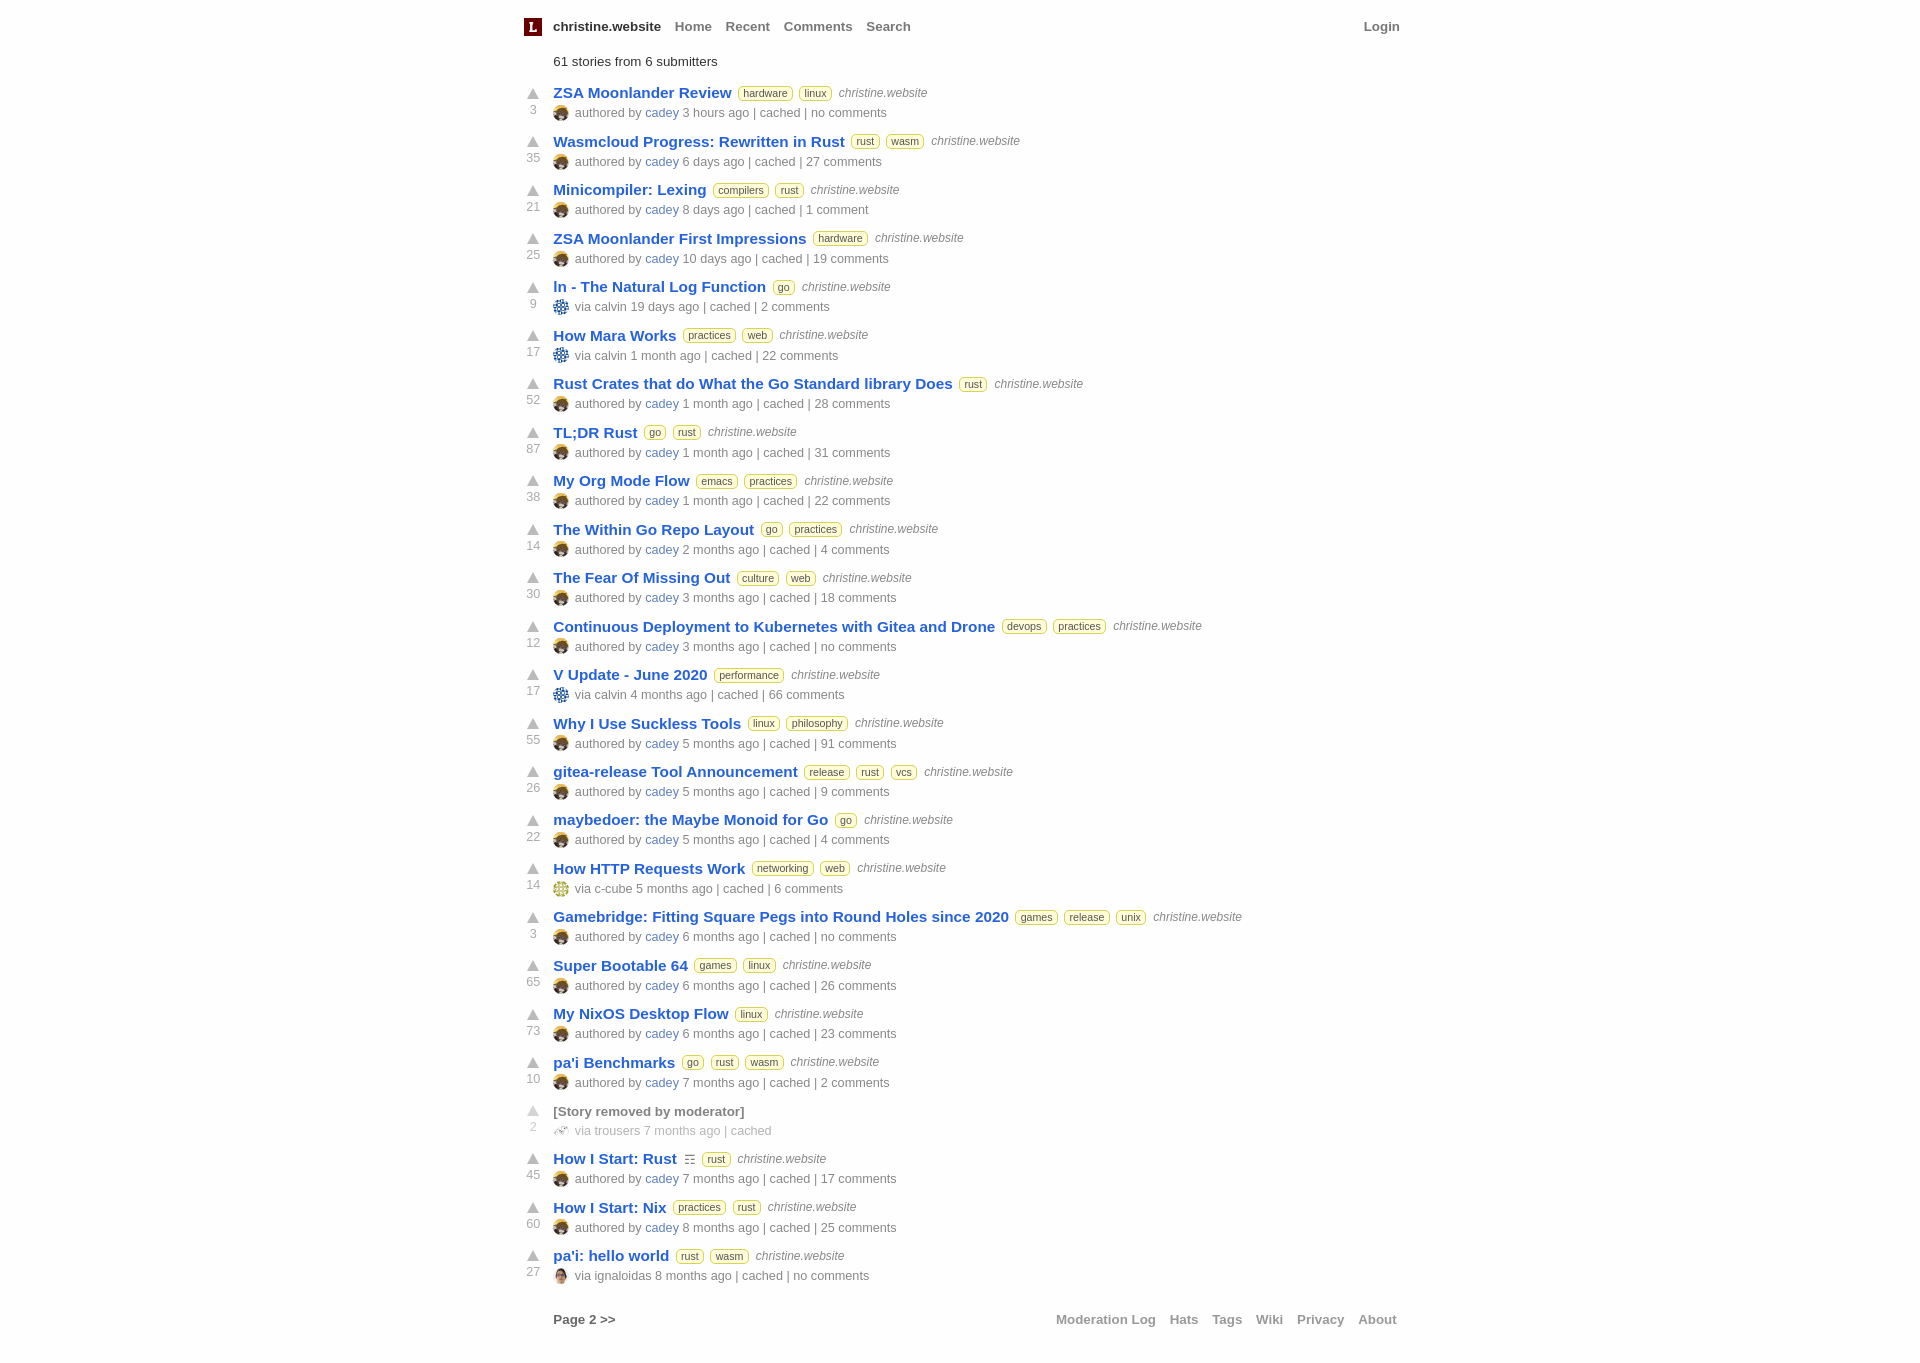 L christine.website Home Recent Comments Search Login
61 stories from 6 submitters
ZSA Moonlander Review hardware linux christine.website
3 authored by cadey 3 hours ago | cached | no comments
Wasmcloud Progress: Rewritten in Rust rust wasm christine.website
35 authored by cadey 6 days ago | cached | 27 comments
Minicompiler: Lexing compilers rust christine.website
21 authored by cadey 8 days ago | cached | 1 comment
ZSA Moonlander First Impressions hardware christine.website
25 authored by cadey 10 days ago | cached | 19 comments
ln - The Natural Log Function go christine.website
9 via calvin 19 days ago | cached | 2 comments
How Mara Works practices web christine.website
17 via calvin 1 month ago | cached | 22 comments
Rust Crates that do What the Go Standard library Does rust christine.website
52 authored by cadey 1 month ago | cached | 28 comments
TL;DR Rust go rust christine.website
87 authored by cadey 1 month ago | cached | 31 comments
My Org Mode Flow emacs practices christine.website
38 authored by cadey 1 month ago | cached | 22 comments
The Within Go Repo Layout go practices christine.website
14 authored by cadey 2 months ago | cached | 4 comments
The Fear Of Missing Out culture web christine.website
30 authored by cadey 3 months ago | cached | 18 comments
Continuous Deployment to Kubernetes with Gitea and Drone devops practices christine.website
12 authored by cadey 3 months ago | cached | no comments
V Update - June 2020 performance christine.website
17 via calvin 4 months ago | cached | 66 comments
Why I Use Suckless Tools linux philosophy christine.website
55 authored by cadey 5 months ago | cached | 91 comments
gitea-release Tool Announcement release rust vcs christine.website
26 authored by cadey 5 months ago | cached | 9 comments
maybedoer: the Maybe Monoid for Go go christine.website
22 authored by cadey 5 months ago | cached | 4 comments
How HTTP Requests Work networking web christine.website
14 via c-cube 5 months ago | cached | 6 comments
Gamebridge: Fitting Square Pegs into Round Holes since 2020 games release unix christine.website
3 authored by cadey 6 months ago | cached | no comments
Super Bootable 64 games linux christine.website
65 authored by cadey 6 months ago | cached | 26 comments
My NixOS Desktop Flow linux christine.website
73 authored by cadey 6 months ago | cached | 23 comments
pa'i Benchmarks go rust wasm christine.website
10 authored by cadey 7 months ago | cached | 2 comments
[Story removed by moderator]
2 via trousers 7 months ago | cached
How I Start: Rust ☶ rust christine.website
45 authored by cadey 7 months ago | cached | 17 comments
How I Start: Nix practices rust christine.website
60 authored by cadey 8 months ago | cached | 25 comments
pa'i: hello world rust wasm christine.website
27 via ignaloidas 8 months ago | cached | no comments
Page 2 >> Moderation Log Hats Tags Wiki Privacy About